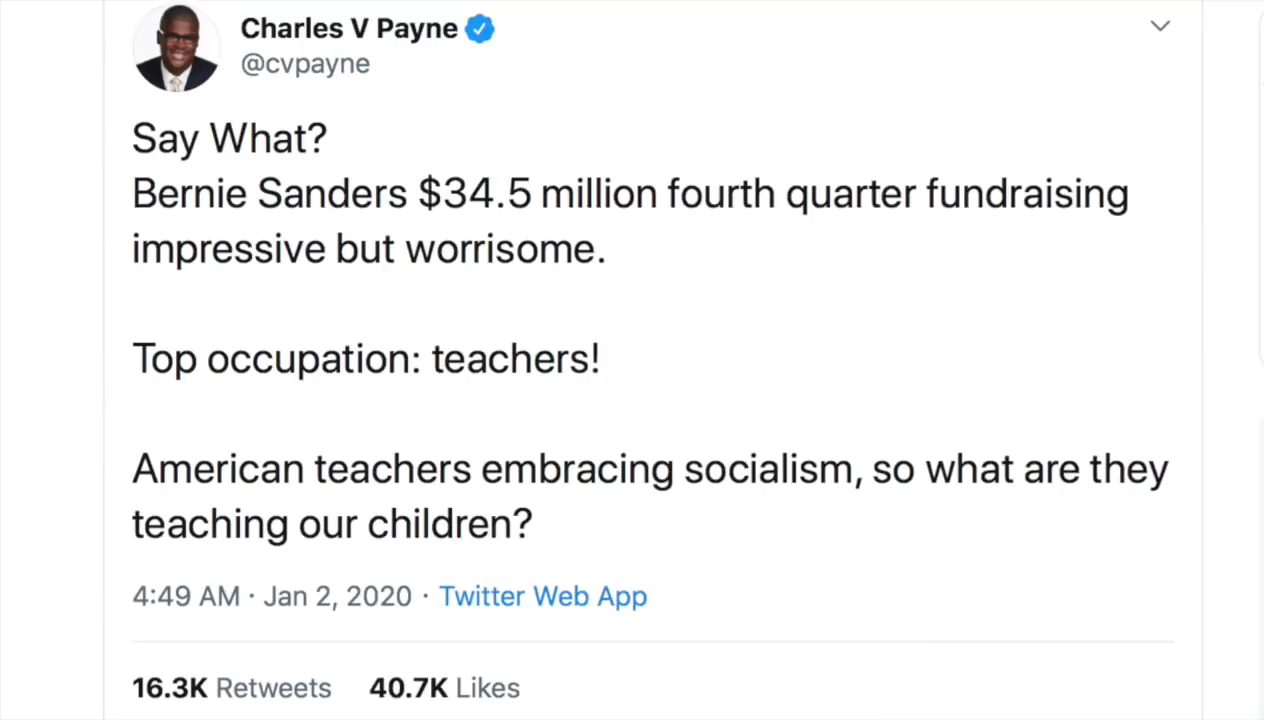 Charles V Payne
@cvpayne
Say What?
Bernie Sanders $34.5 million fourth quarter fundraising
impressive but worrisome.
Top occupation: teachers!
American teachers embracing socialism, so what are they
teaching our children?
4:49 AM · Jan 2, 2020 · Twitter Web App
16.3K Retweets 40.7K Likes